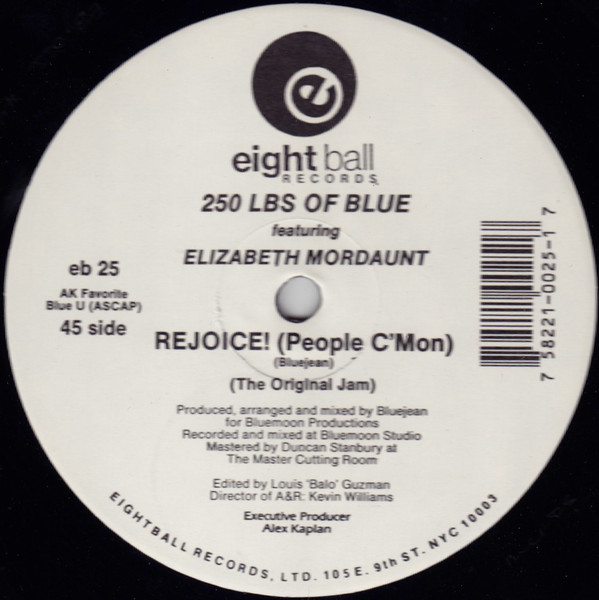 e
eight ball
RECORDS,
250 LBS OF BLUE
featuring
ELIZABETH MORDAUNT
eb 25
AK Favorite
Blue U (ASCAP)
45 side
REJOICE! (People C'Mon)
(Bluejean)
(The Original Jam)
Produced, arranged and mixed by Bluejean
for Bluemoon Productions
Recorded and mixed at Bluemoon Studio
Mastered by Duncan Stanbury at
The Master Cutting Room
Edited by Louis 'Balo' Guzman
Director of A&R: Kevin Williams
Executive Producer
Alex Kaplan
7 58221-0025-1 7
EIGHTBALL RECORDS, LTD. 105 E. 9th ST. NYC 10003